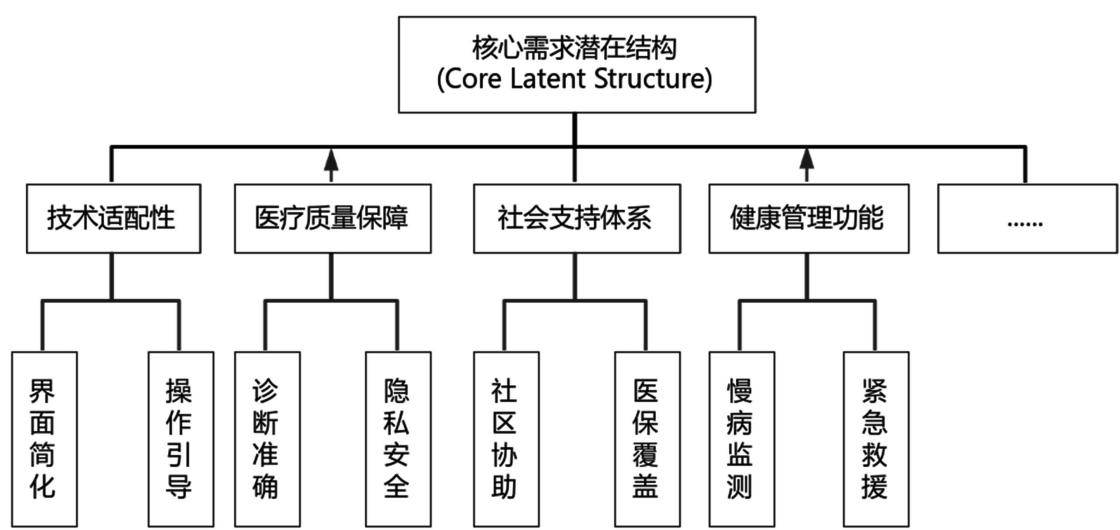 核心需求潜在结构
(Core Latent Structure)
技术适配性
医疗质量保障
社会支持体系
健康管理功能
......
界面简化
操作引导
诊断准确
隐私安全
社区协助
医保覆盖
慢病监测
紧急救援